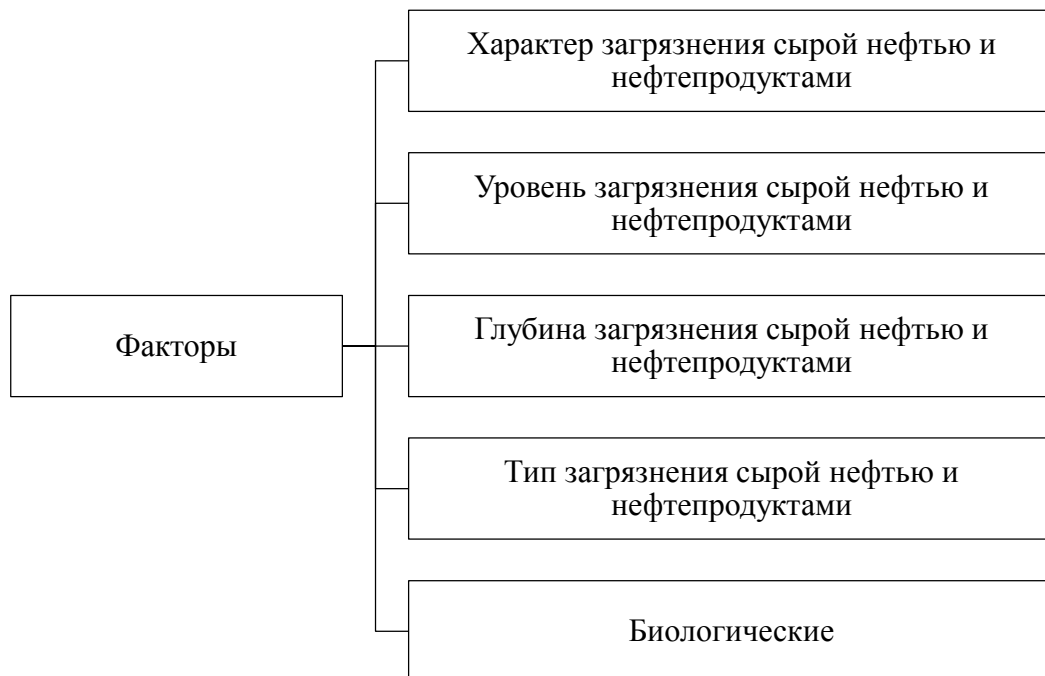 Характер загрязнения сырой нефтью и
нефтепродуктами
Уровень загрязнения сырой нефтью и
нефтепродуктами
Факторы
Глубина загрязнения сырой нефтью и
нефтепродуктами
Тип загрязнения сырой нефтью и
нефтепродуктами
Биологические